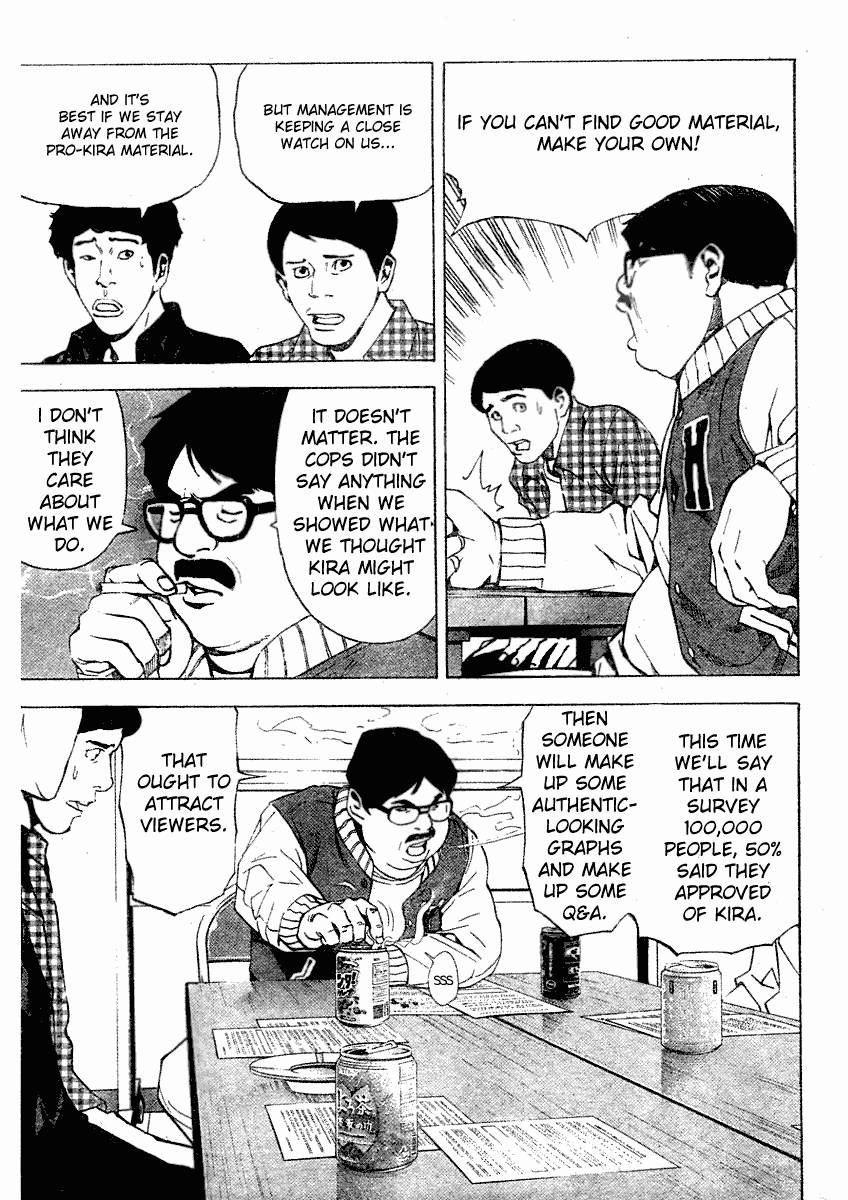 IF YOU CAN'T FIND GOOD MATERIAL,
MAKE YOUR OWN!
BUT MANAGEMENT IS
KEEPING A CLOSE
WATCH ON US...
AND IT'S
BEST IF WE STAY
AWAY FROM THE
PRO-KIRA MATERIAL.
H
IT DOESN'T
MATTER. THE
COPS DIDN'T
SAY ANYTHING
WHEN WE
SHOWED WHAT
WE THOUGHT
KIRA MIGHT
LOOK LIKE.
I DON'T
THINK
THEY
CARE
ABOUT
WHAT WE
DO.
THIS TIME
WE'LL SAY
THAT IN A
SURVEY
100,000
PEOPLE, 50%
SAID THEY
APPROVED
OF KIRA.
THEN
SOMEONE
WILL MAKE
UP SOME
AUTHENTIC-
LOOKING
GRAPHS
AND MAKE
UP SOME
Q&A.
THAT
OUGHT TO
ATTRACT
VIEWERS.
SSS
茶